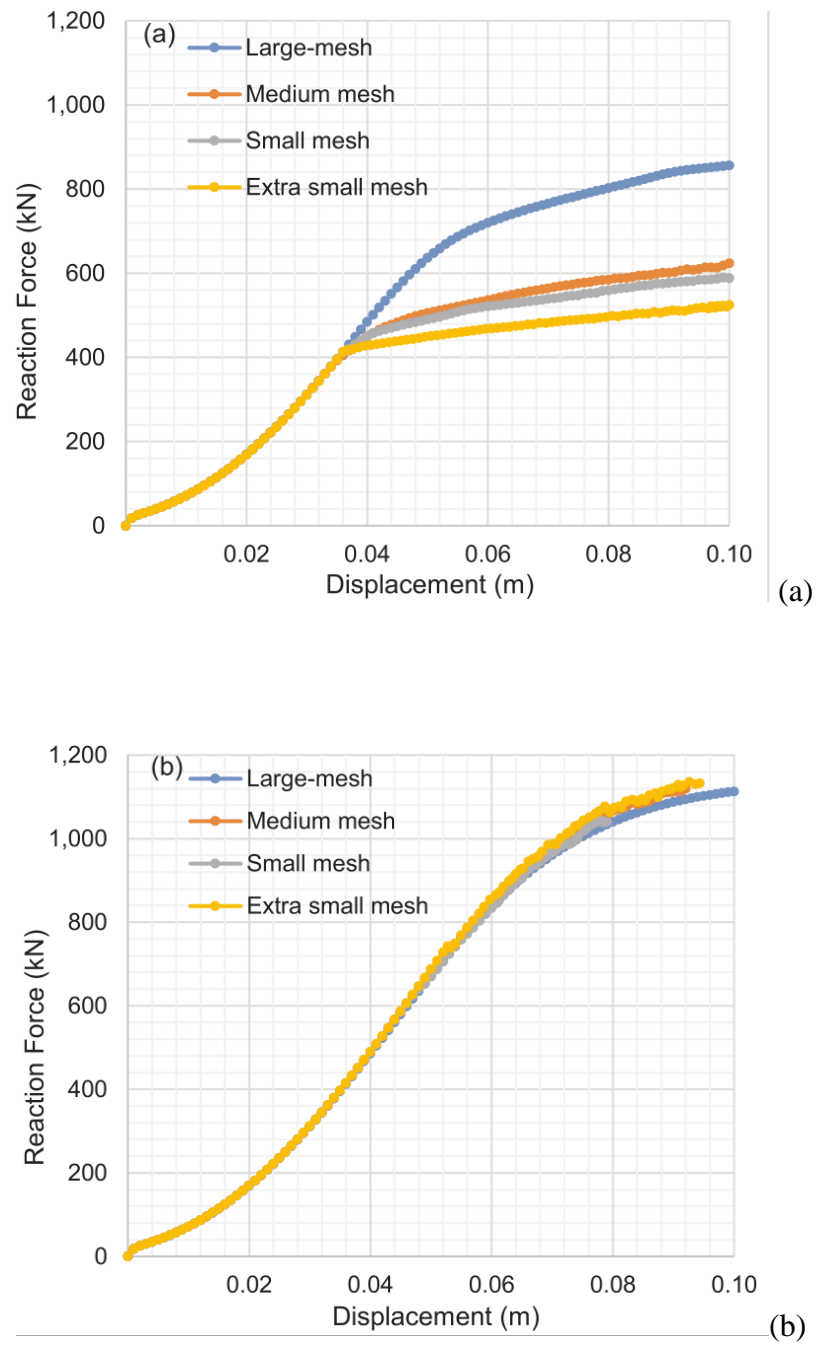 (a)
Large-mesh
Medium mesh
Small mesh
Extra small mesh
1,200
1,000
800
600
400
200
0
Reaction Force (kN)
0.02 0.04 0.06 0.08 0.10
Displacement (m)
(a)
(b)
Large-mesh
Medium mesh
Small mesh
Extra small mesh
1,200
1,000
800
600
400
200
0
Reaction Force (kN)
0.02 0.04 0.06 0.08 0.10
Displacement (m)
(b)